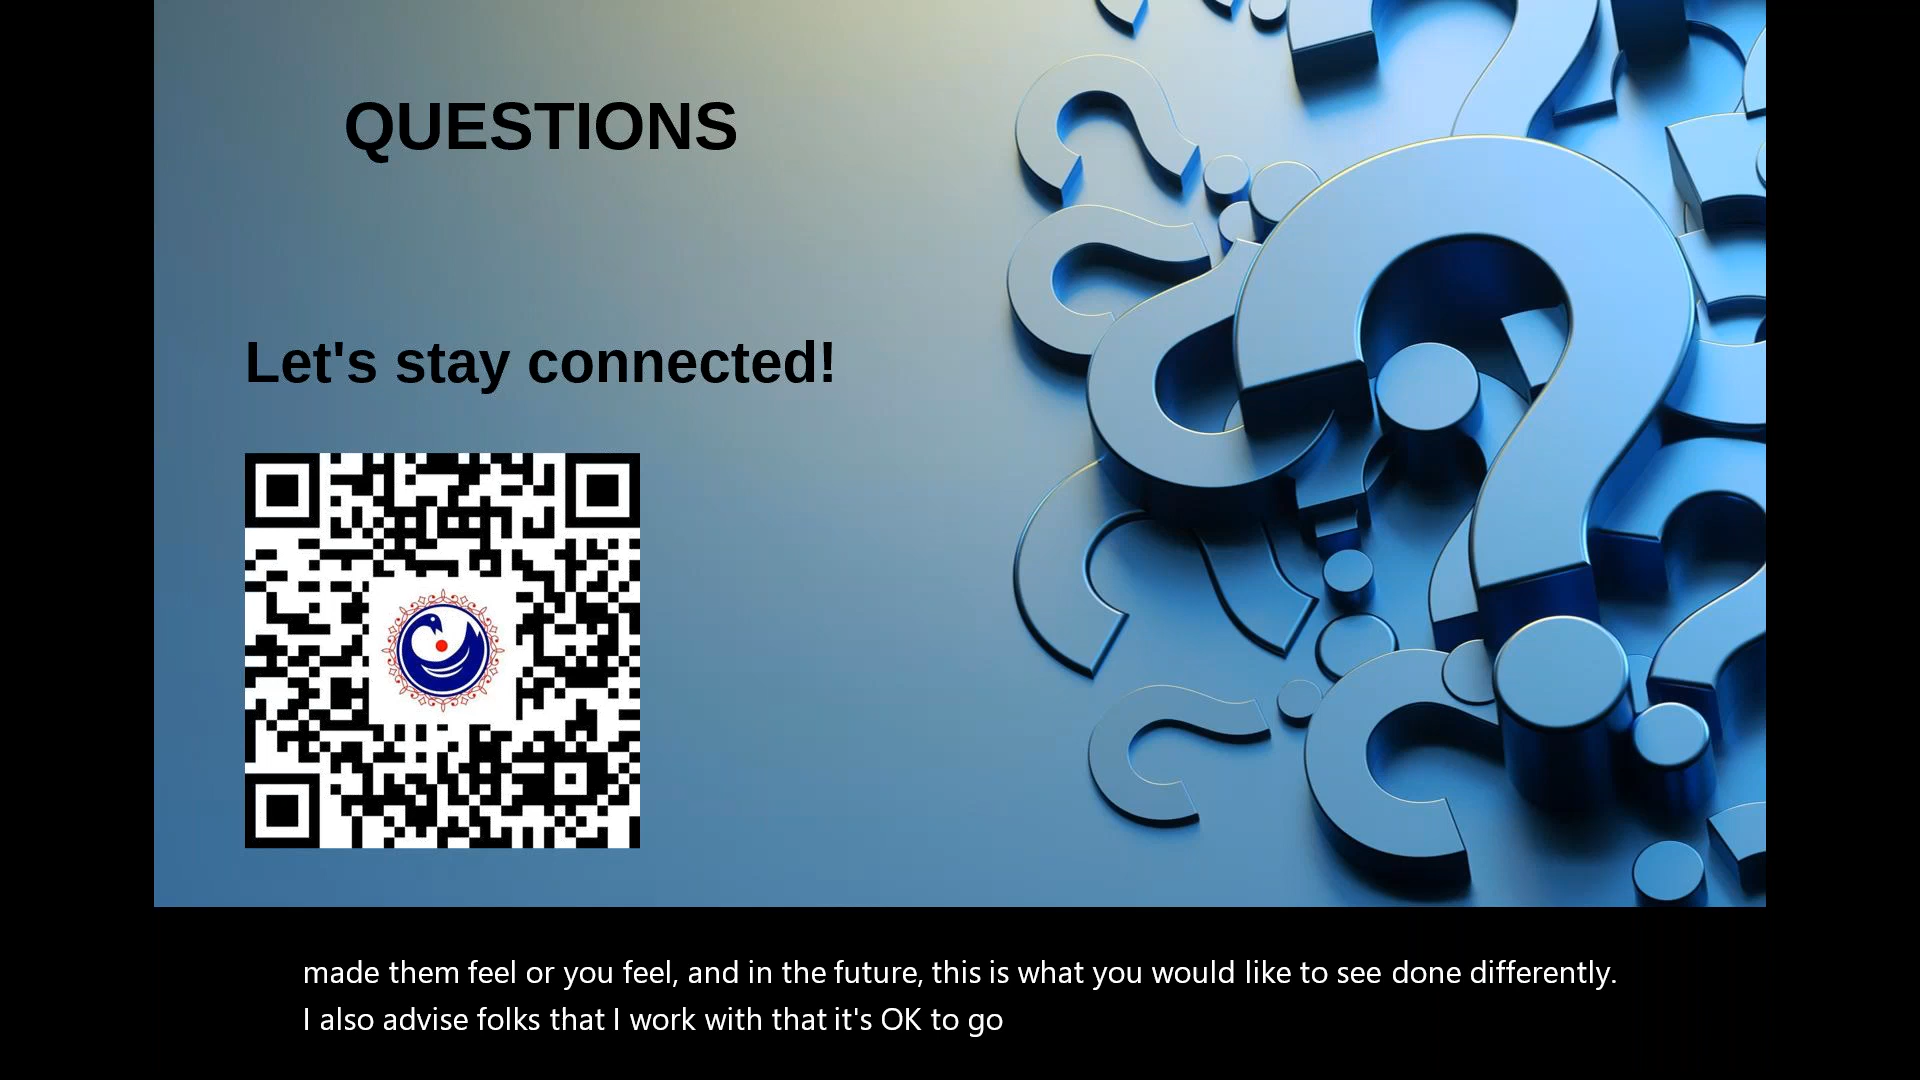 QUESTIONS
Let's stay connected!
made them feel or you feel, and in the future, this is what you would like to see done differently.
I also advise folks that I work with that it's OK to go